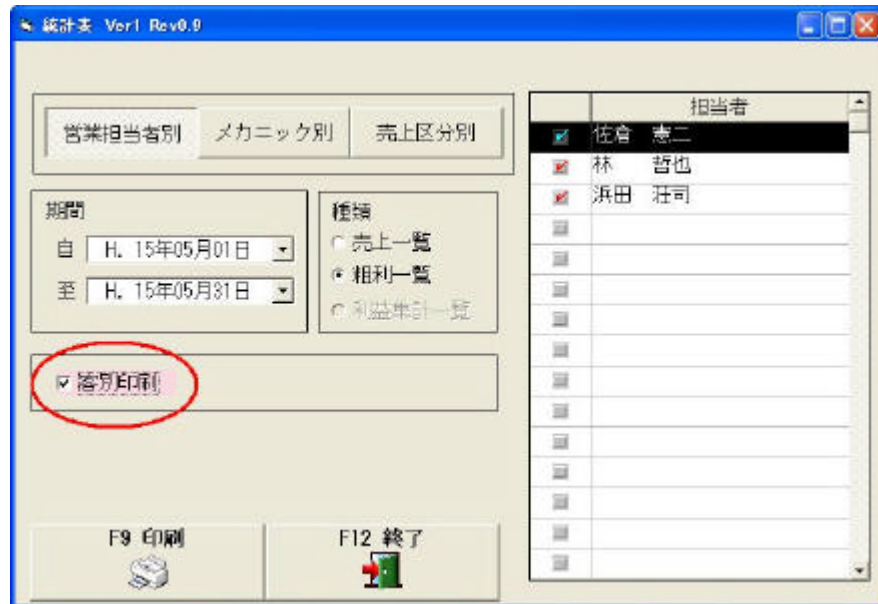 統計表 Ver1 Rev0.9
営業担当者別 メカニック別 売上区分別
期間
自 H. 15年05月01日
至 H. 15年05月31日
種類
売上一覧
粗利一覧
利益集計一覧
客別印刷
F9 印刷 F12 終了
担当者
佐倉 憲二
林 哲也
浜田 荘司